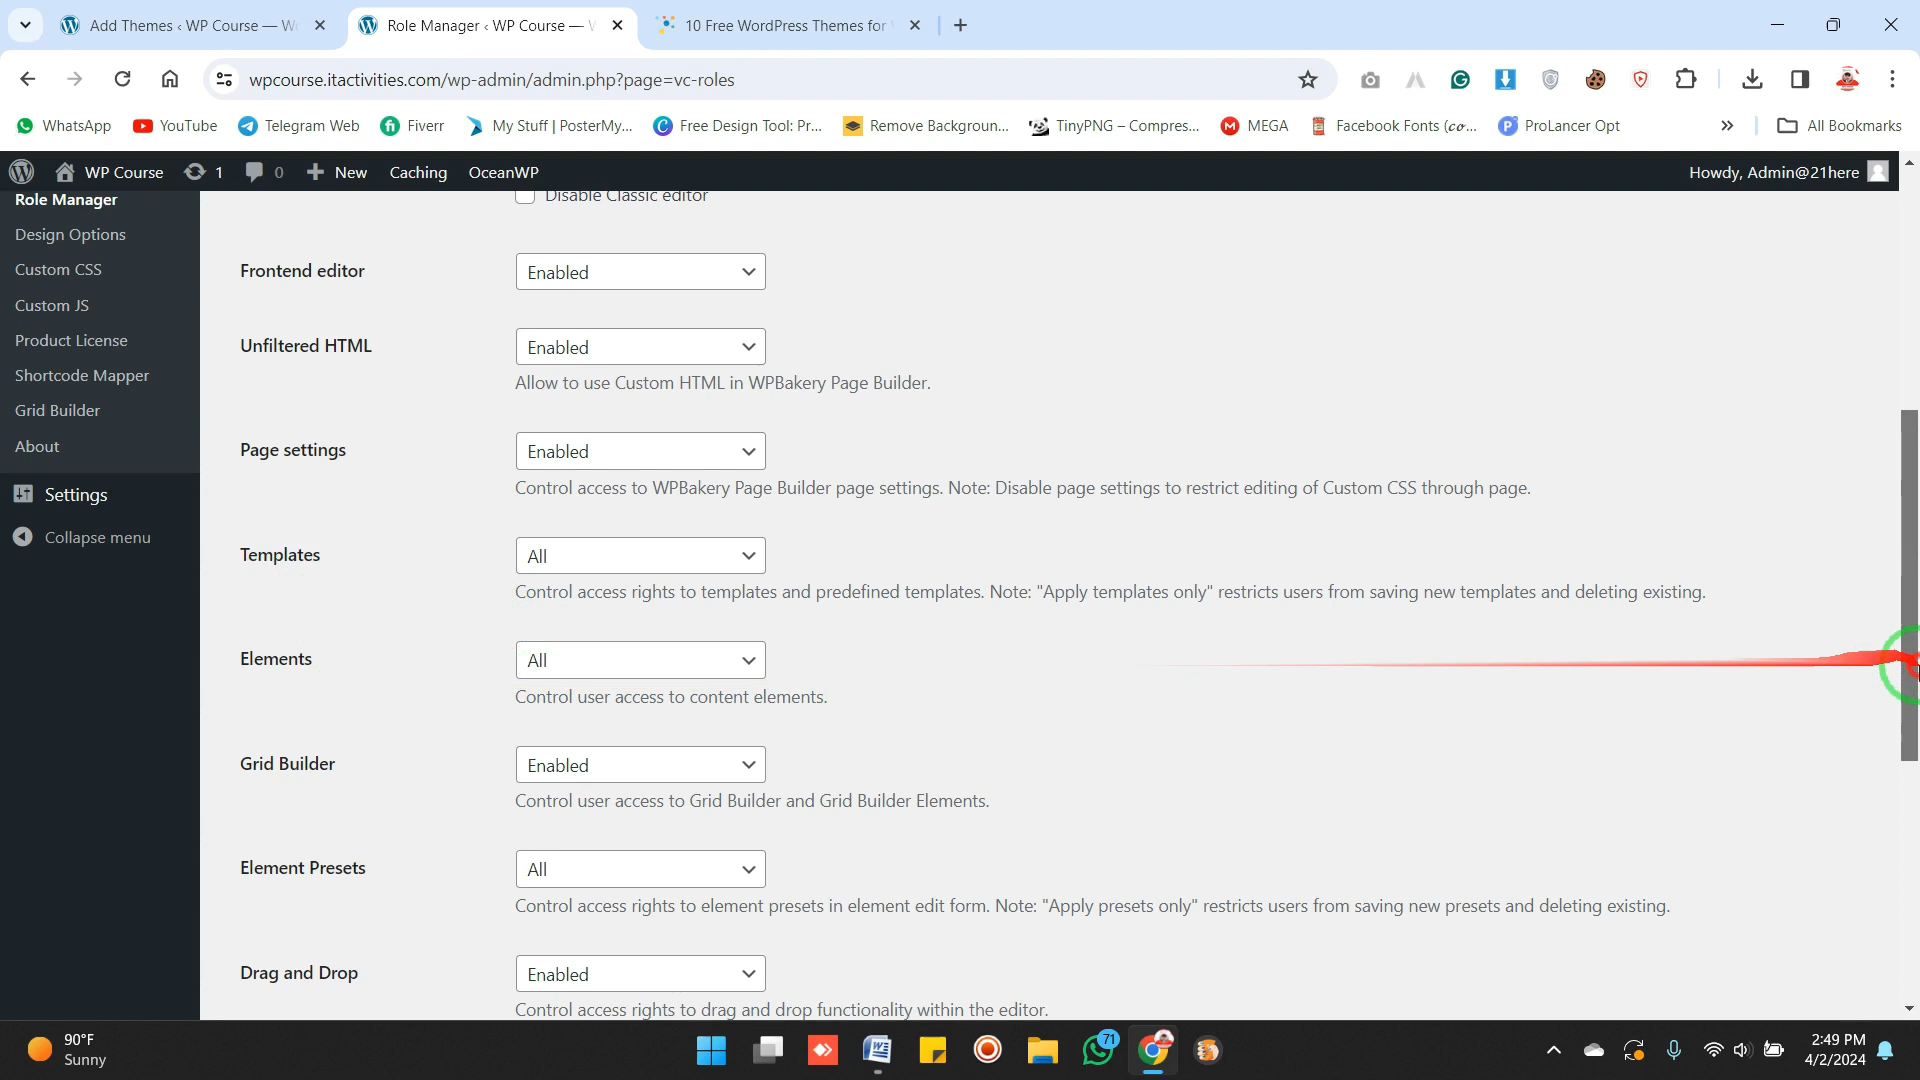 Add Themes ‹ WP Course — W
Role Manager ‹ WP Course —
10 Free WordPress Themes for
wpcourse.itactivities.com/wp-admin/admin.php?page=vc-roles
WhatsApp
YouTube
Telegram Web
Fiverr
My Stuff | PosterMy...
Free Design Tool: Pr...
Remove Backgroun...
TinyPNG – Compres...
MEGA
Facebook Fonts (co...
ProLancer Opt
All Bookmarks
WP Course
1
0
New
Caching
OceanWP
Howdy, Admin@21here
Role Manager
Design Options
Custom CSS
Custom JS
Product License
Shortcode Mapper
Grid Builder
About
Settings
Collapse menu
Disable Classic editor
Frontend editor
Enabled
Unfiltered HTML
Enabled
Allow to use Custom HTML in WPBakery Page Builder.
Page settings
Enabled
Control access to WPBakery Page Builder page settings. Note: Disable page settings to restrict editing of Custom CSS through page.
Templates
All
Control access rights to templates and predefined templates. Note: "Apply templates only" restricts users from saving new templates and deleting existing.
Elements
All
Control user access to content elements.
Grid Builder
Enabled
Control user access to Grid Builder and Grid Builder Elements.
Element Presets
All
Control access rights to element presets in element edit form. Note: "Apply presets only" restricts users from saving new presets and deleting existing.
Drag and Drop
Enabled
Control access rights to drag and drop functionality within the editor.
90°F
Sunny
71
2:49 PM
4/2/2024